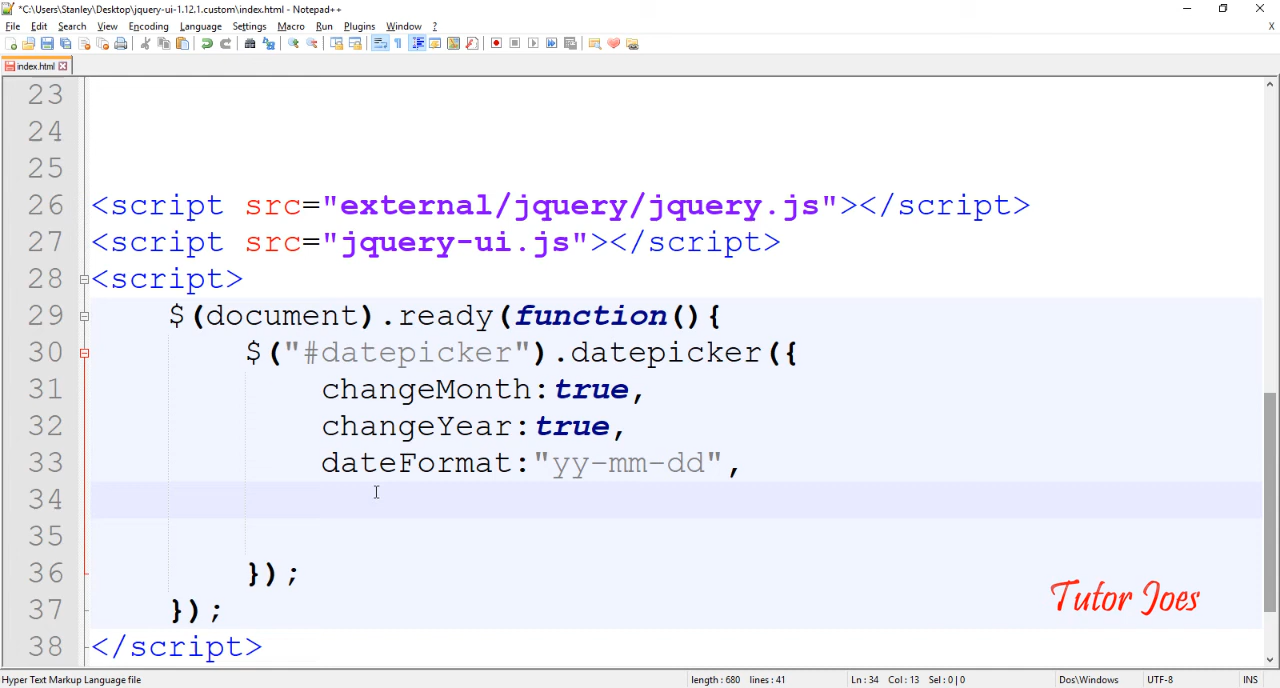 *C:\Users\Stanley\Desktop\jquery-ui-1.12.1.custom\index.html - Notepad++
File Edit Search View Encoding Language Settings Macro Run Plugins Window ? X
index.html
23
24
25
26 <script src="external/jquery/jquery.js"></script>
27 <script src="jquery-ui.js"></script>
28 <script>
29 $(document).ready(function(){
30 $("#datepicker").datepicker({
31 changeMonth:true,
32 changeYear:true,
33 dateFormat:"yy-mm-dd",
34
35
36 });
37 });
38 </script>
Tutor Joes
Hyper Text Markup Language file length : 680 lines : 41 Ln : 34 Col : 13 Sel : 0 | 0 Dos\Windows UTF-8 INS